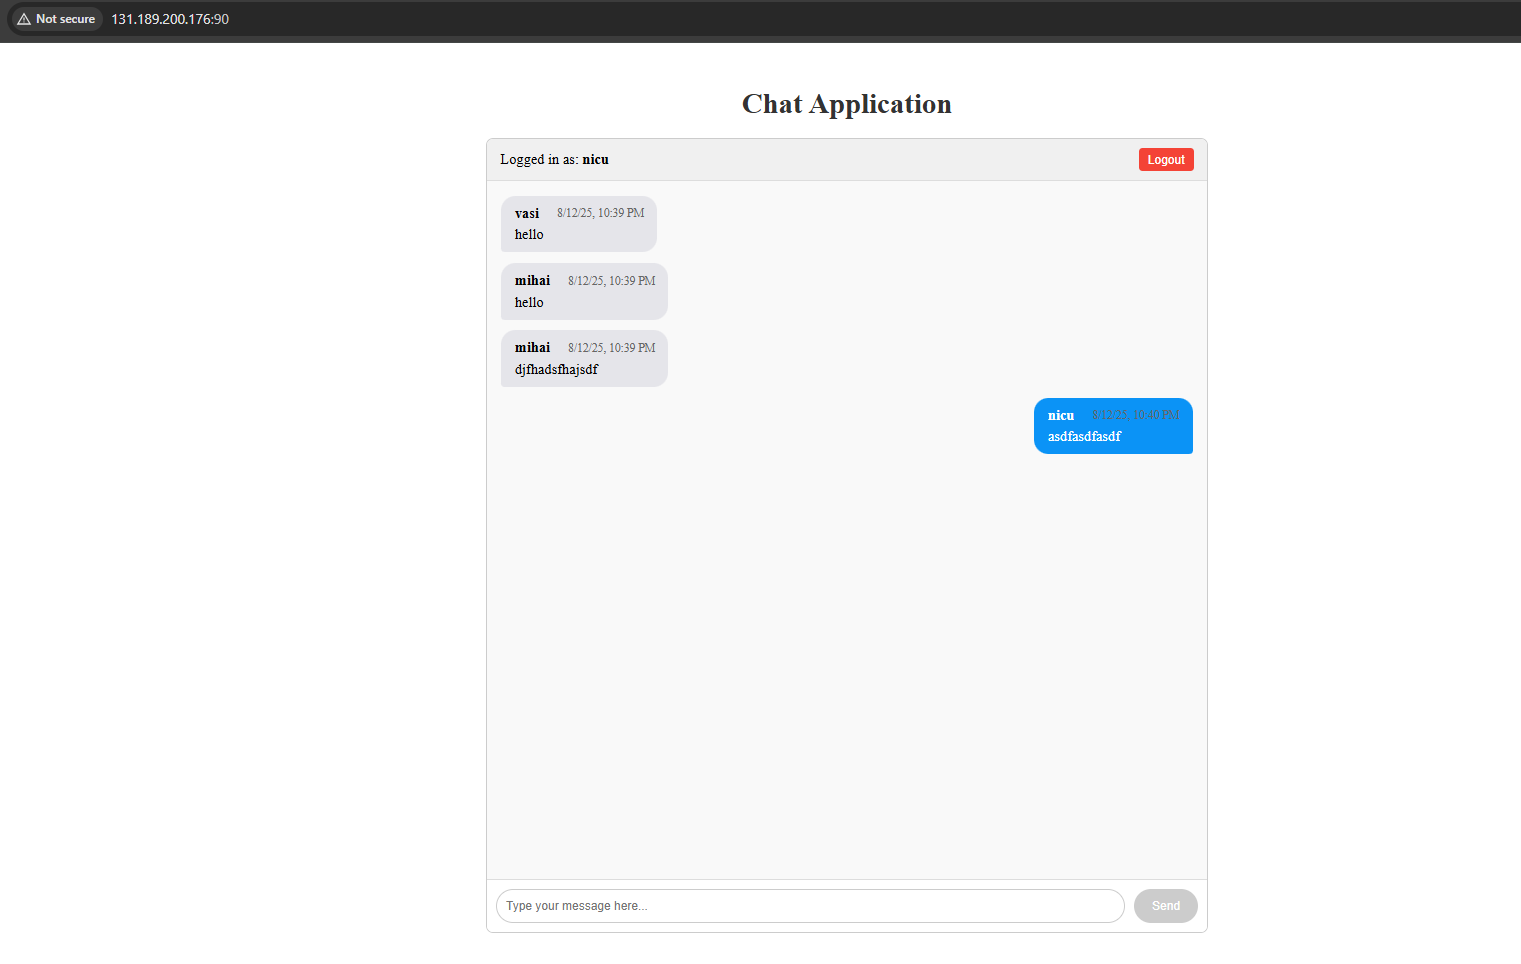 Not secure 131.189.200.176:90
Chat Application
Logged in as: nicu Logout
vasi 8/12/25, 10:39 PM
hello
mihai 8/12/25, 10:39 PM
hello
mihai 8/12/25, 10:39 PM
djfhadsfhajsdf
nicu 8/12/25, 10:40 PM
asdfasdfasdf
Type your message here... Send